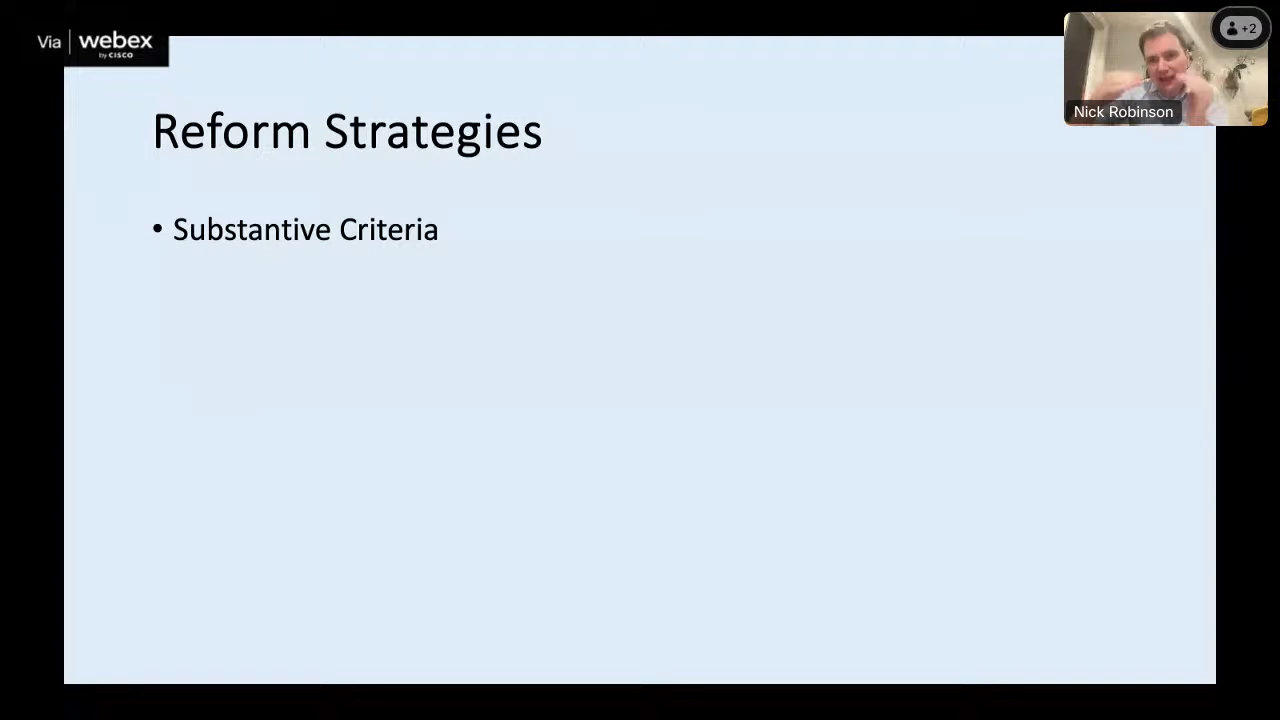 Via webex
by CISCO
+2
Nick Robinson
Reform Strategies
• Substantive Criteria